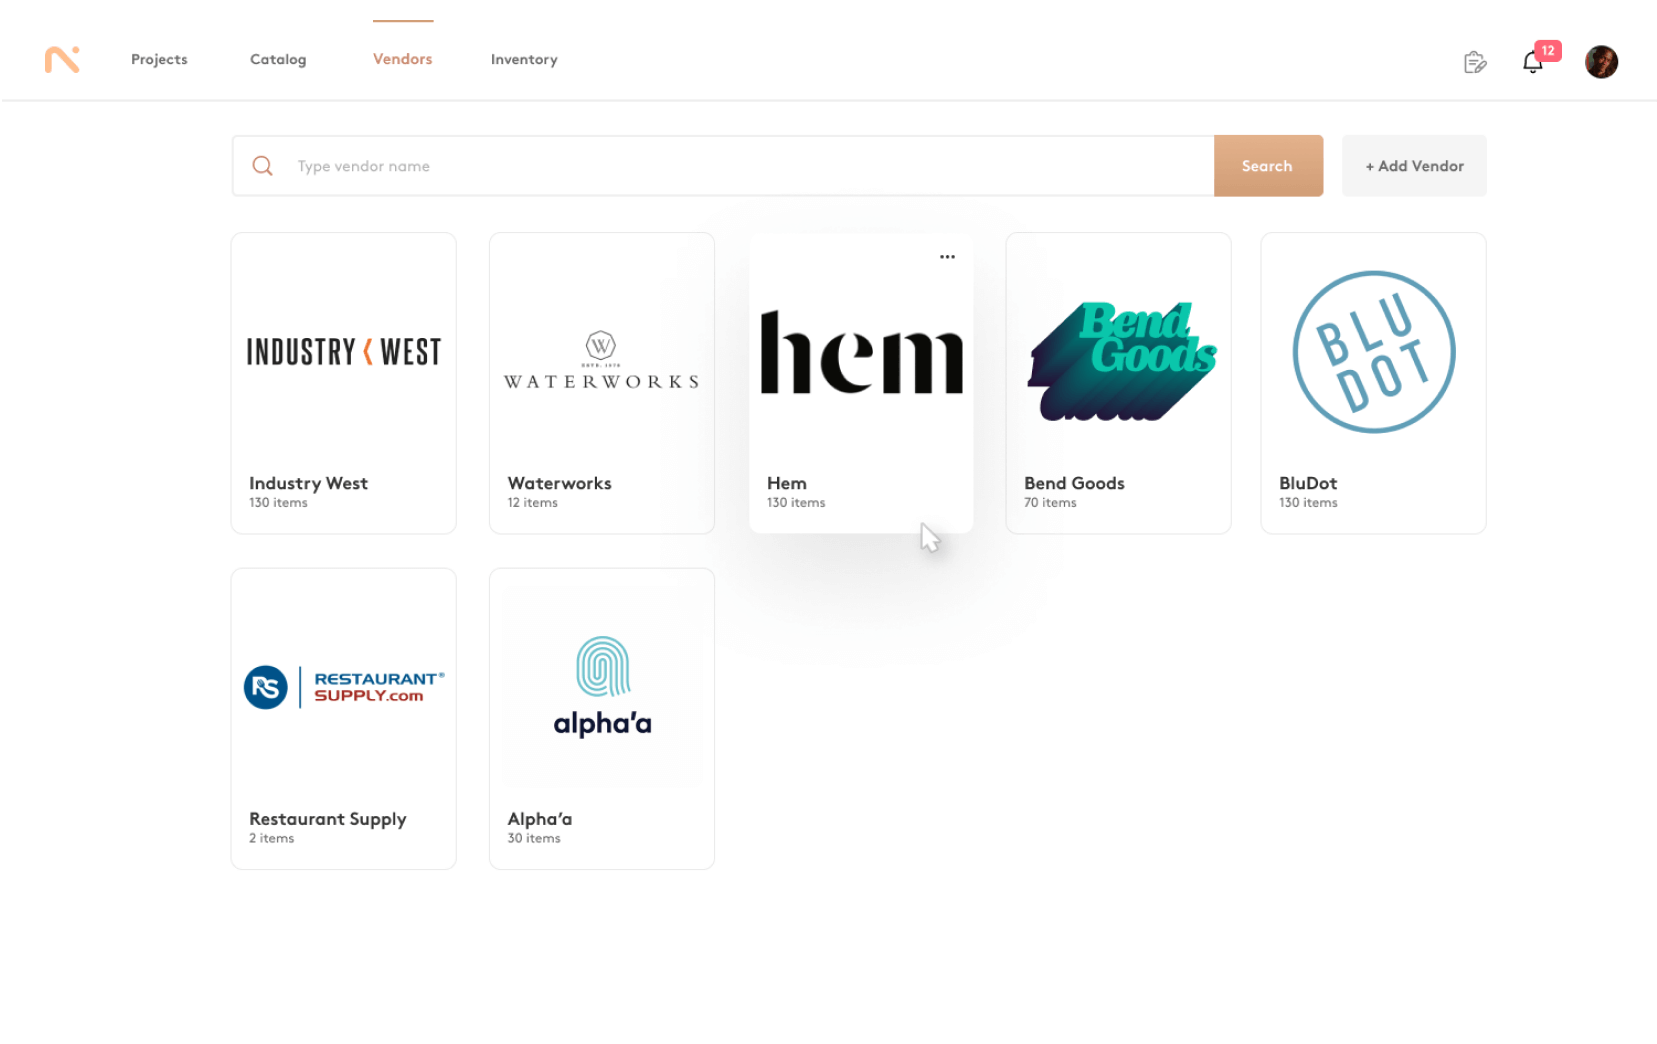 Projects
Catalog
Vendors
Inventory
12
Type vendor name
Search
+ Add Vendor
INDUSTRY WEST
Industry West
130 items
W
ESTD. 1978
WATERWORKS
Waterworks
12 items
hem
Hem
130 items
Bend
Goods
Bend Goods
70 items
BLU
DOT
BluDot
130 items
RS
RESTAURANT®
SUPPLY.com
Restaurant Supply
2 items
alpha’a
Alpha’a
30 items